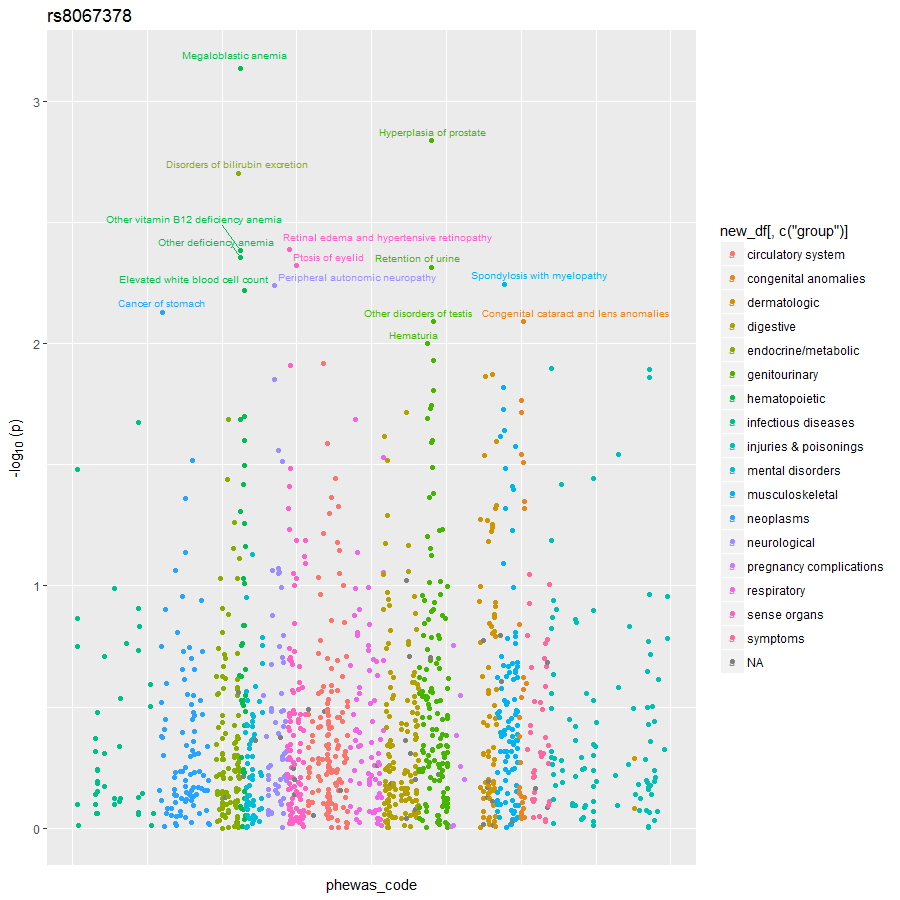 rs8067378
Megaloblastic anemia
3
Hyperplasia of prostate
Disorders of bilirubin excretion
Other vitamin B12 deficiency anemia
Other deficiency anemia
Retinal edema and hypertensive retinopathy
Ptosis of eyelid
Retention of urine
Elevated white blood cell count
Peripheral autonomic neuropathy
Spondylosis with myelopathy
Cancer of stomach
Other disorders of testis
Congenital cataract and lens anomalies
Hematuria
2
1
0
-log10 (p)
phewas_code
new_df[, c("group")]
circulatory system
congenital anomalies
dermatologic
digestive
endocrine/metabolic
genitourinary
hematopoietic
infectious diseases
injuries & poisonings
mental disorders
musculoskeletal
neoplasms
neurological
pregnancy complications
respiratory
sense organs
symptoms
NA